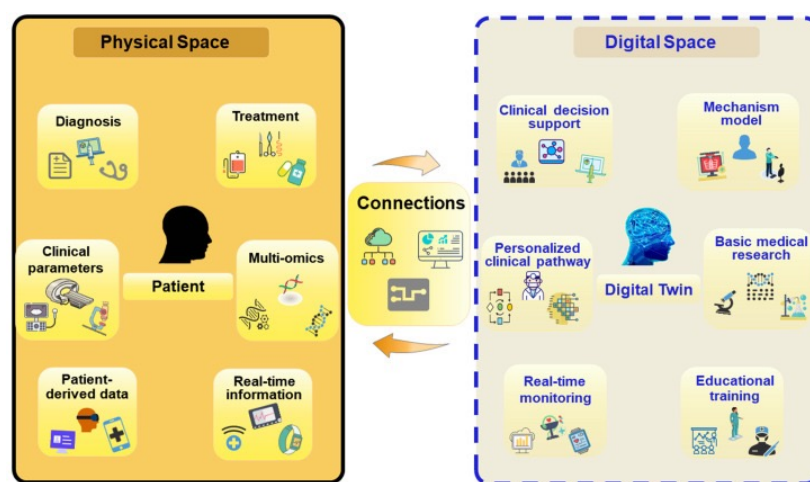 Physical Space
Diagnosis
Treatment
Clinical
parameters
Patient
Multi-omics
Patient-
derived data
Real-time
information
Connections
Digital Space
Clinical decision
support
Mechanism
model
Personalized
clinical pathway
Digital Twin
Basic medical
research
Real-time
monitoring
Educational
training